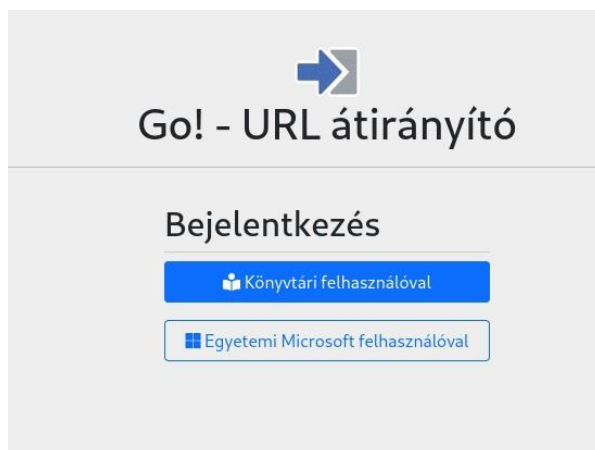 Go! - URL átirányító
Bejelentkezés
Könyvtári felhasználóval
Egyetemi Microsoft felhasználóval